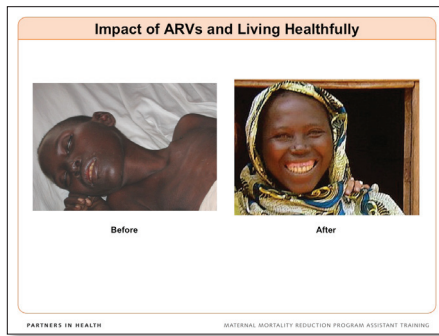 Impact of ARVs and Living Healthfully
Before
After
PARTNERS IN HEALTH
MATERNAL MORTALITY REDUCTION PROGRAM ASSISTANT TRAINING